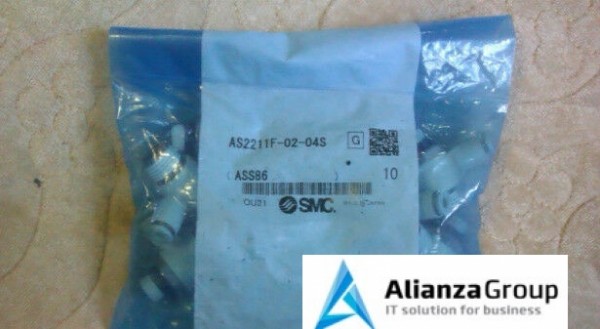 AS2211F-02-04S G
( ASS86 ) 10
OU21 SMC.
AlianzaGroup
IT solution for business